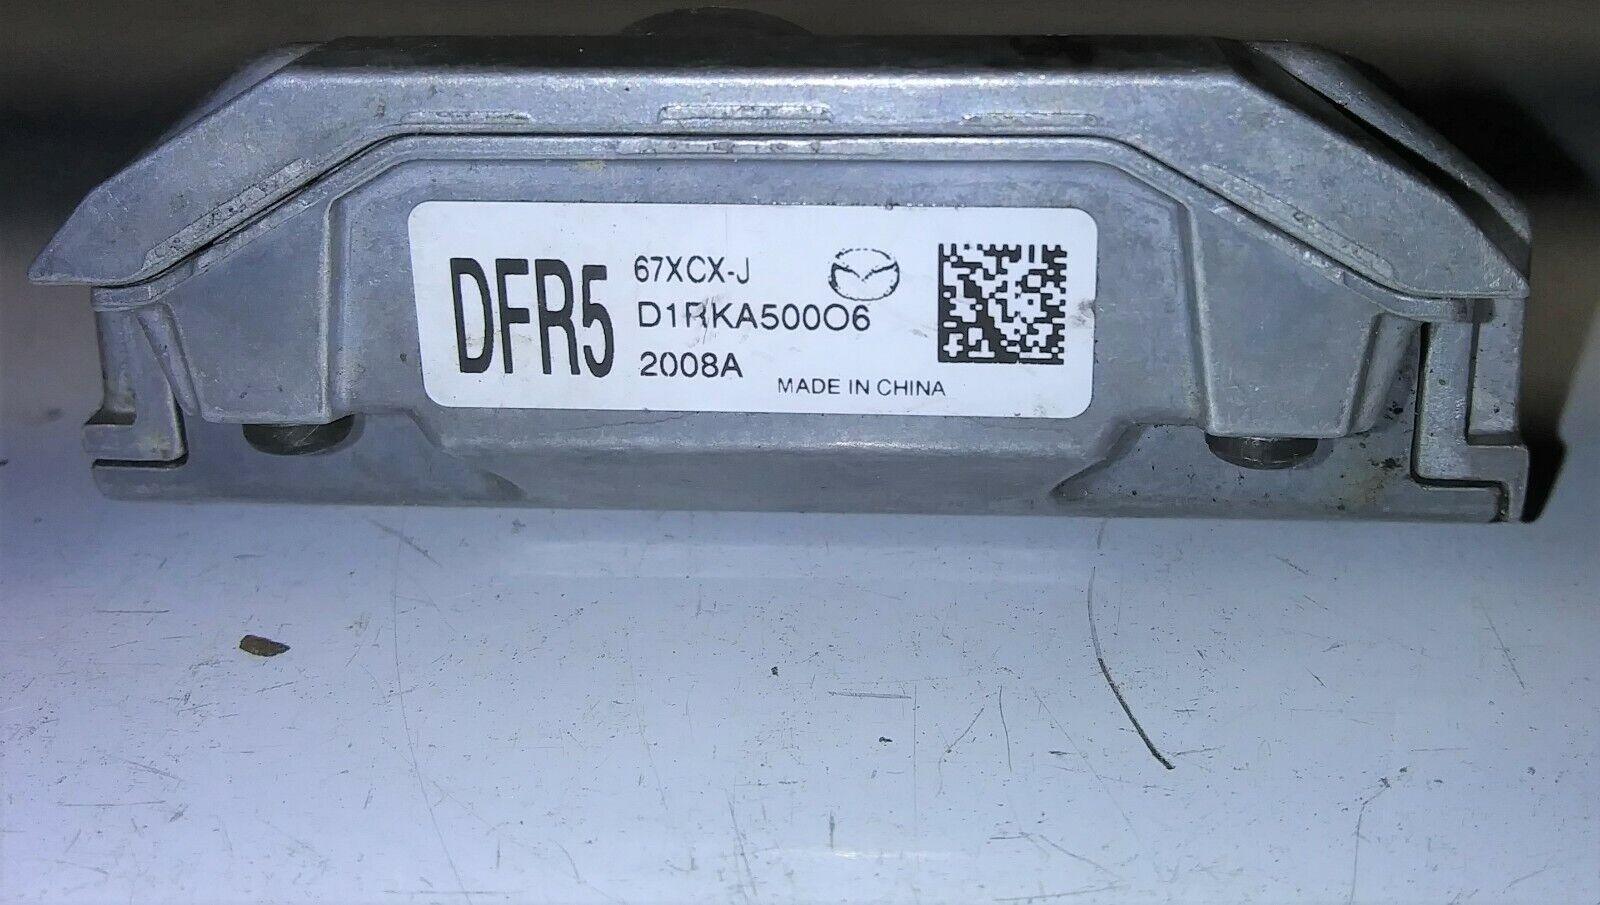 DFR5
67XCX-J
D1RKA500O6
2008A
MADE IN CHINA